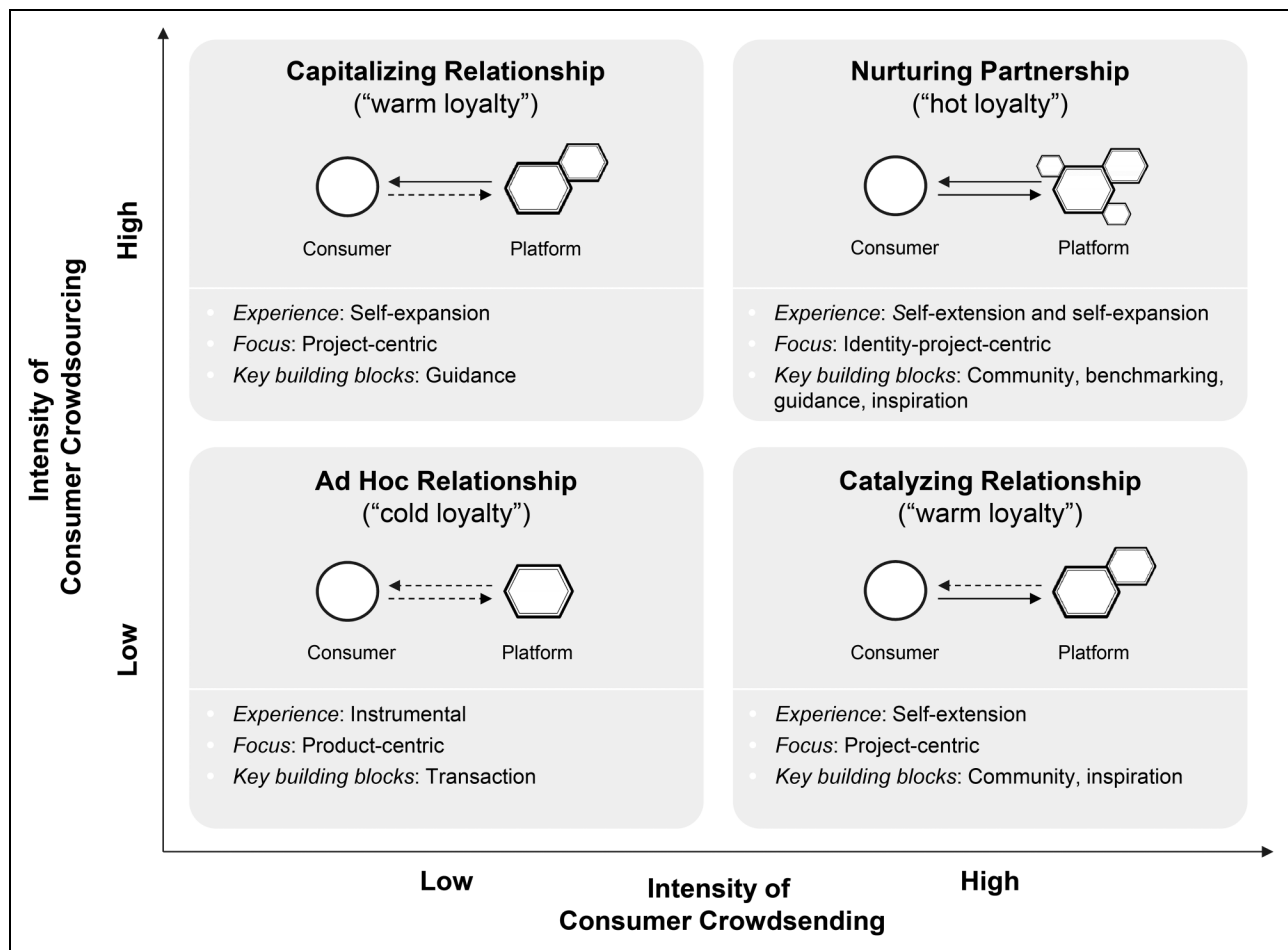 Intensity of
Consumer Crowdsourcing
High
Low
Capitalizing Relationship
(“warm loyalty”)
Consumer
Platform
Experience: Self-expansion
Focus: Project-centric
Key building blocks: Guidance
Nurturing Partnership
(“hot loyalty”)
Consumer
Platform
Experience: Self-extension and self-expansion
Focus: Identity-project-centric
Key building blocks: Community, benchmarking,
guidance, inspiration
Ad Hoc Relationship
(“cold loyalty”)
Consumer
Platform
Experience: Instrumental
Focus: Product-centric
Key building blocks: Transaction
Catalyzing Relationship
(“warm loyalty”)
Consumer
Platform
Experience: Self-extension
Focus: Project-centric
Key building blocks: Community, inspiration
Low
High
Intensity of
Consumer Crowdsending